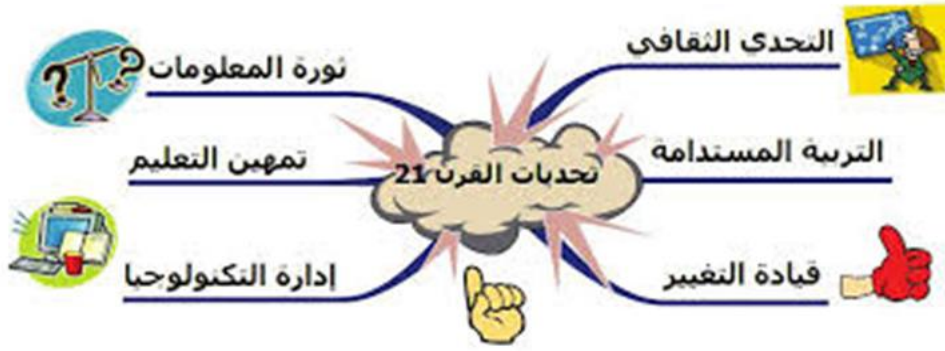 التحدي الثقافي
ثورة المعلومات
التربية المستدامة
تحديات القرن 21
تمهين التعليم
قيادة التغيير
إدارة التكنولوجيا